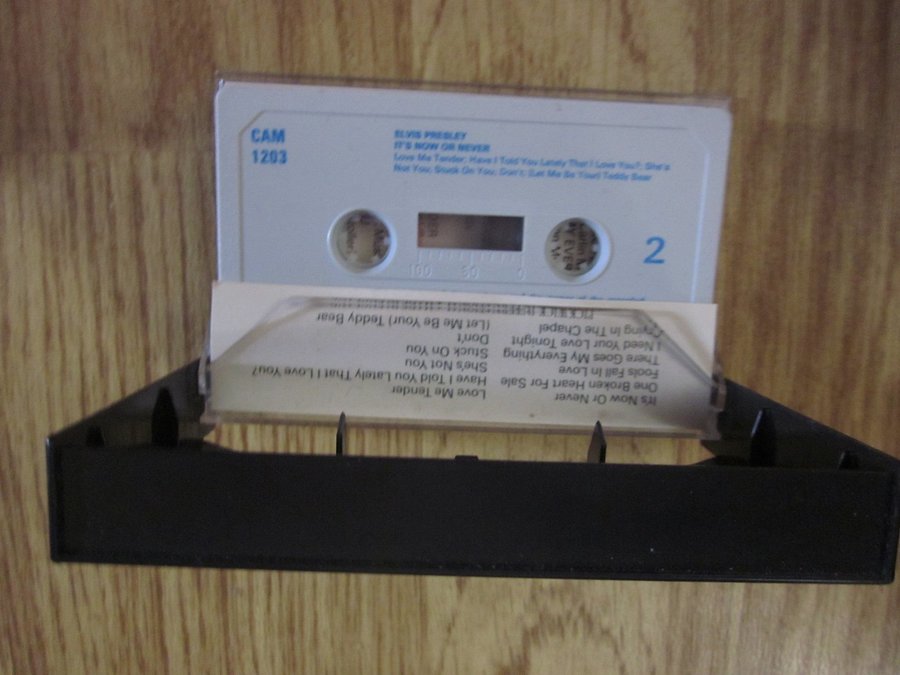 CAM
1203
ELVIS PRESLEY
IT'S NOW OR NEVER
Love Me Tender; Have I Told You Lately That I Love You?; She's
Not You; Stuck On You; Don't; (Let Me Be Your) Teddy Bear
100 50 0
2
It's Now Or Never
One Broken Heart For Sale
Fools Fall In Love
There Goes My Everything
I Need Your Love Tonight
Crying In The Chapel
Love Me Tender
Have I Told You Lately That I Love You?
She's Not You
Stuck On You
Don't
(Let Me Be Your) Teddy Bear